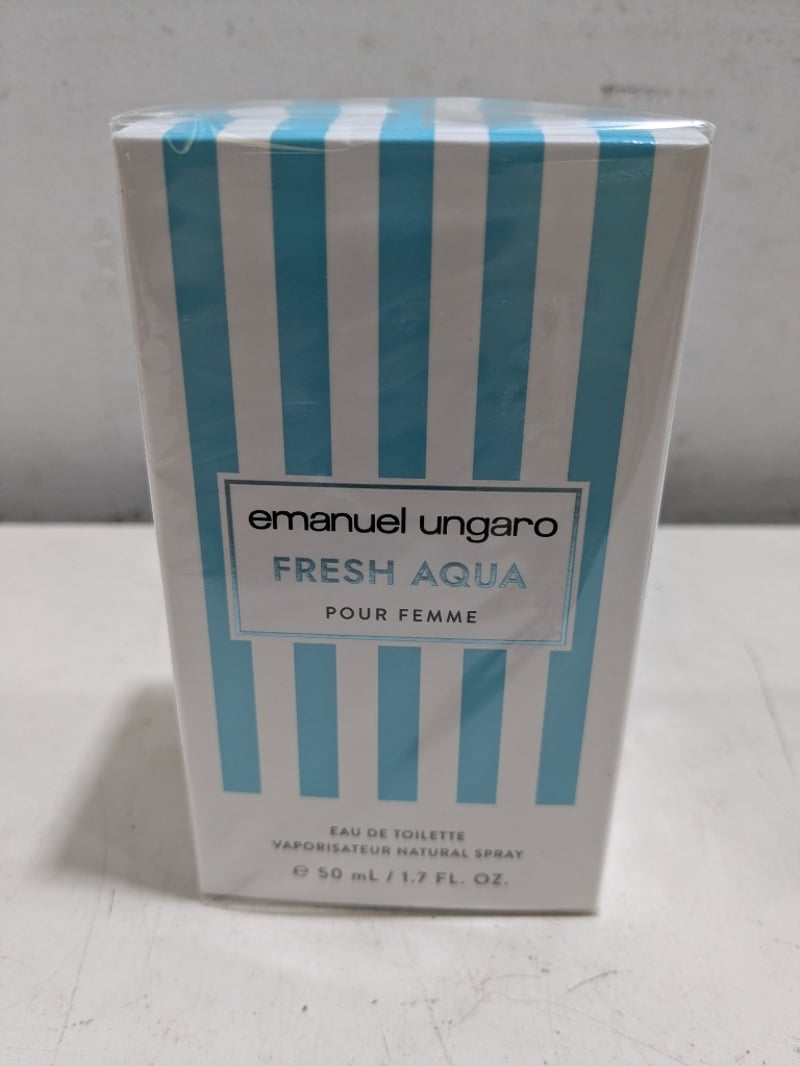 emanuel ungaro
FRESH AQUA
POUR FEMME
EAU DE TOILETTE
VAPORISATEUR NATURAL SPRAY
℮ 50 mL / 1.7 FL. OZ.